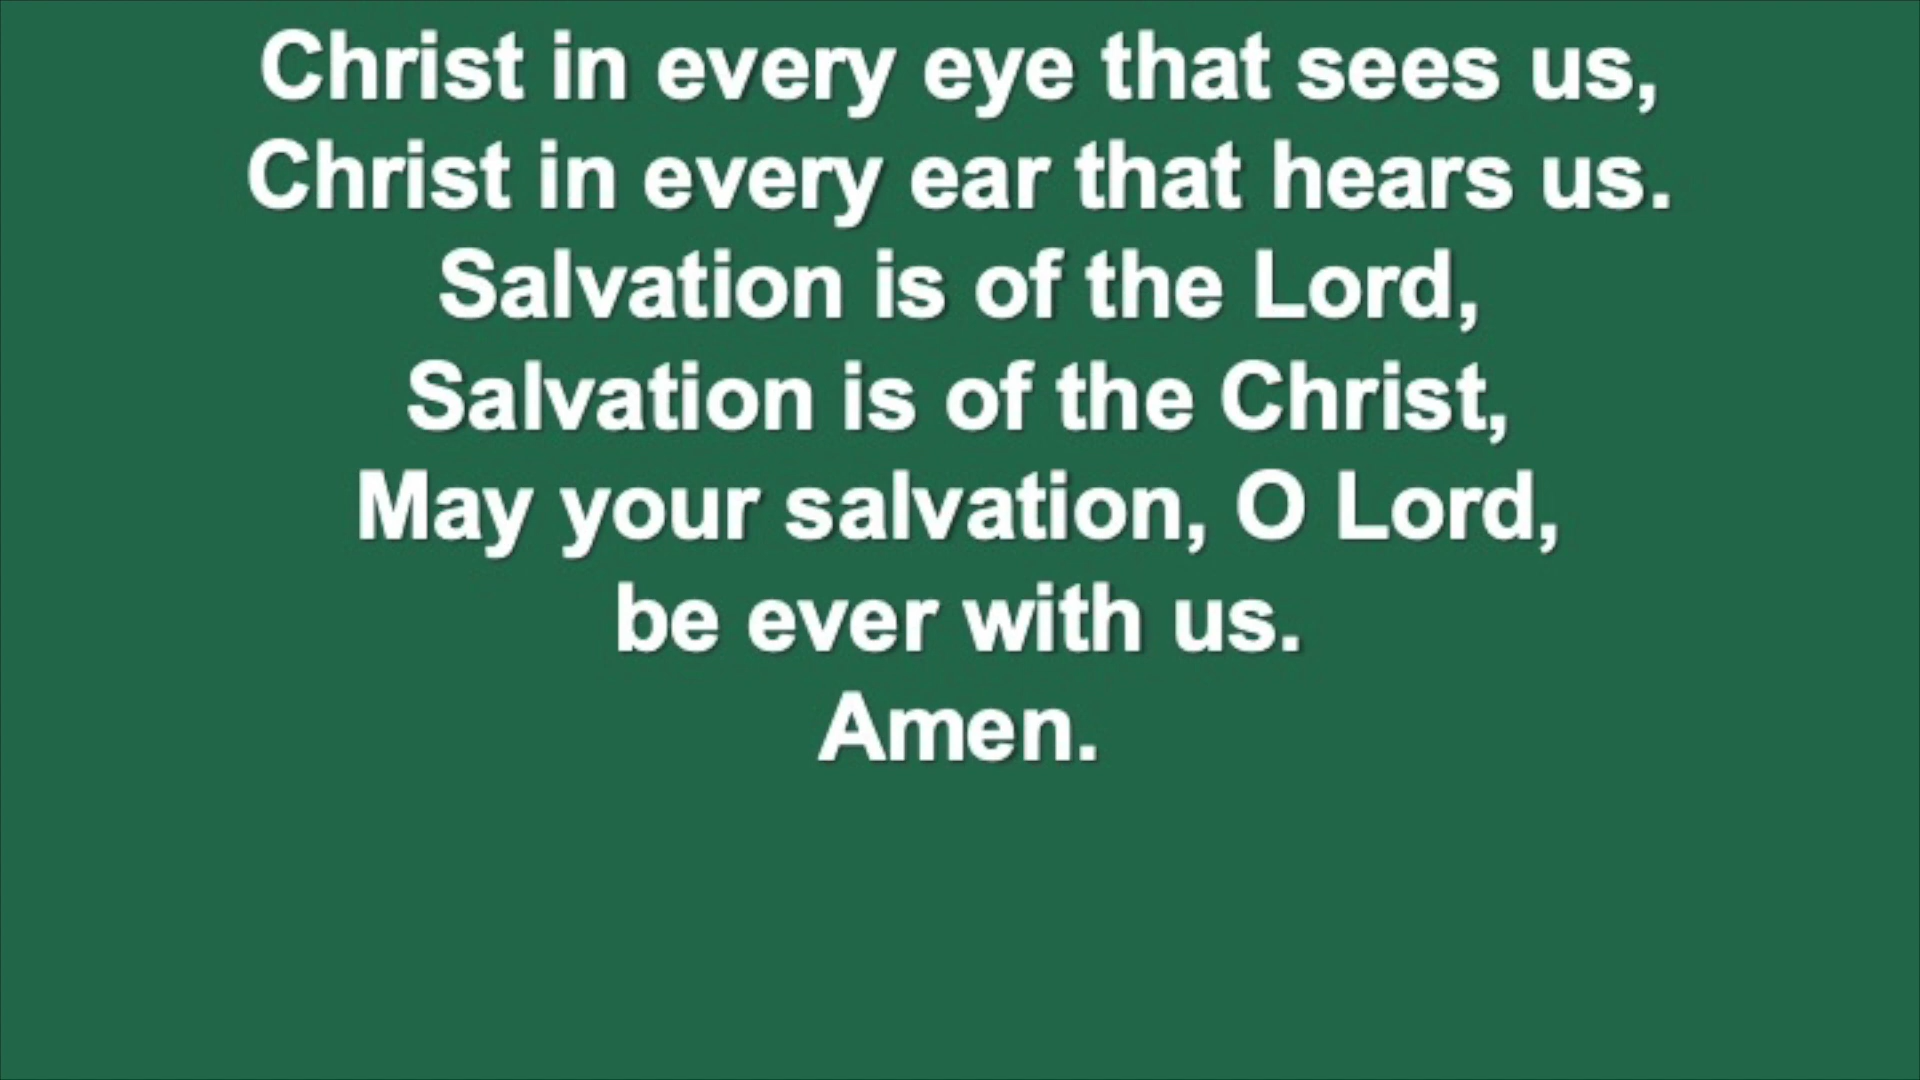 Christ in every eye that sees us,
Christ in every ear that hears us.
Salvation is of the Lord,
Salvation is of the Christ,
May your salvation, O Lord,
be ever with us.
Amen.